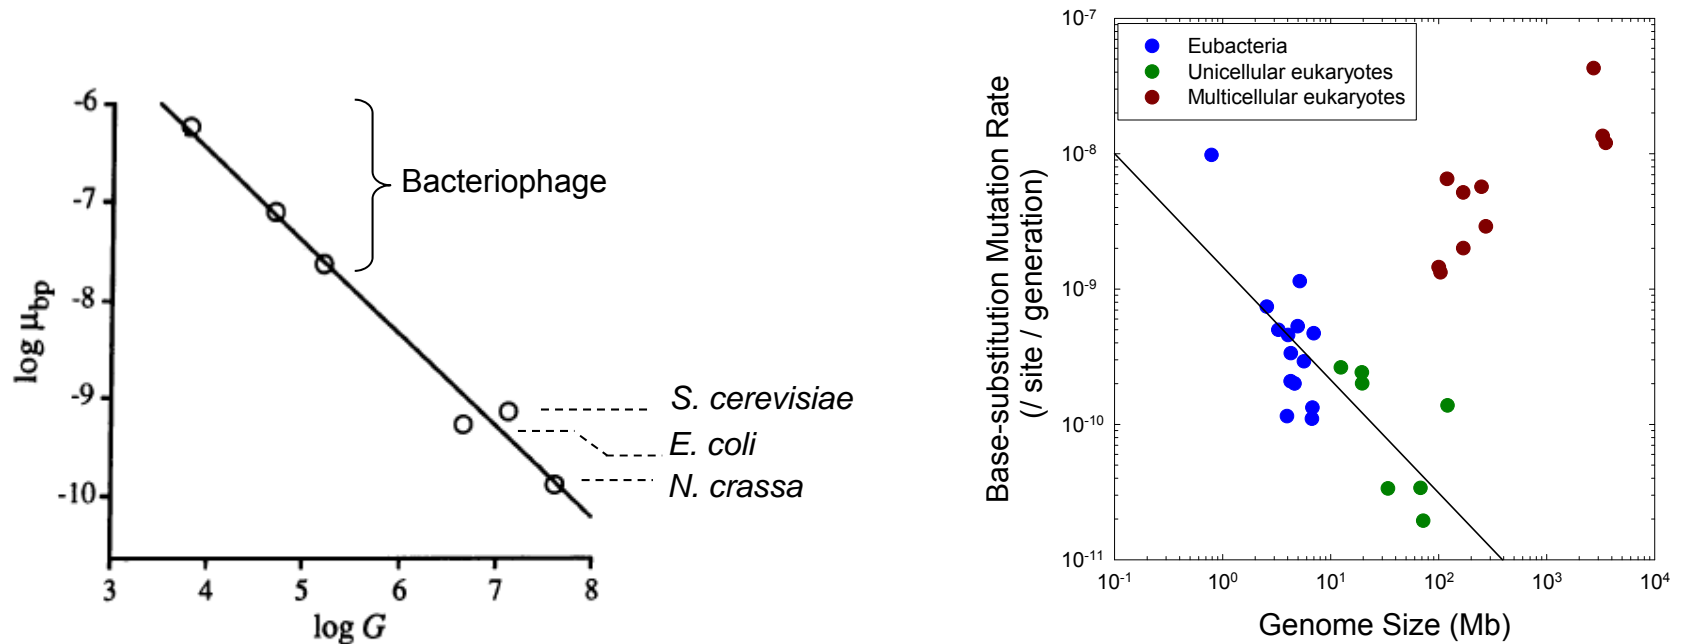 -6
-7
-8
-9
-10
log μbp
3
4
5
6
7
8
log G
Bacteriophage
S. cerevisiae
E. coli
N. crassa
Eubacteria
Unicellular eukaryotes
Multicellular eukaryotes
10-7
10-8
10-9
10-10
10-11
Base-substitution Mutation Rate
(/ site / generation)
10-1
100
101
102
103
104
Genome Size (Mb)